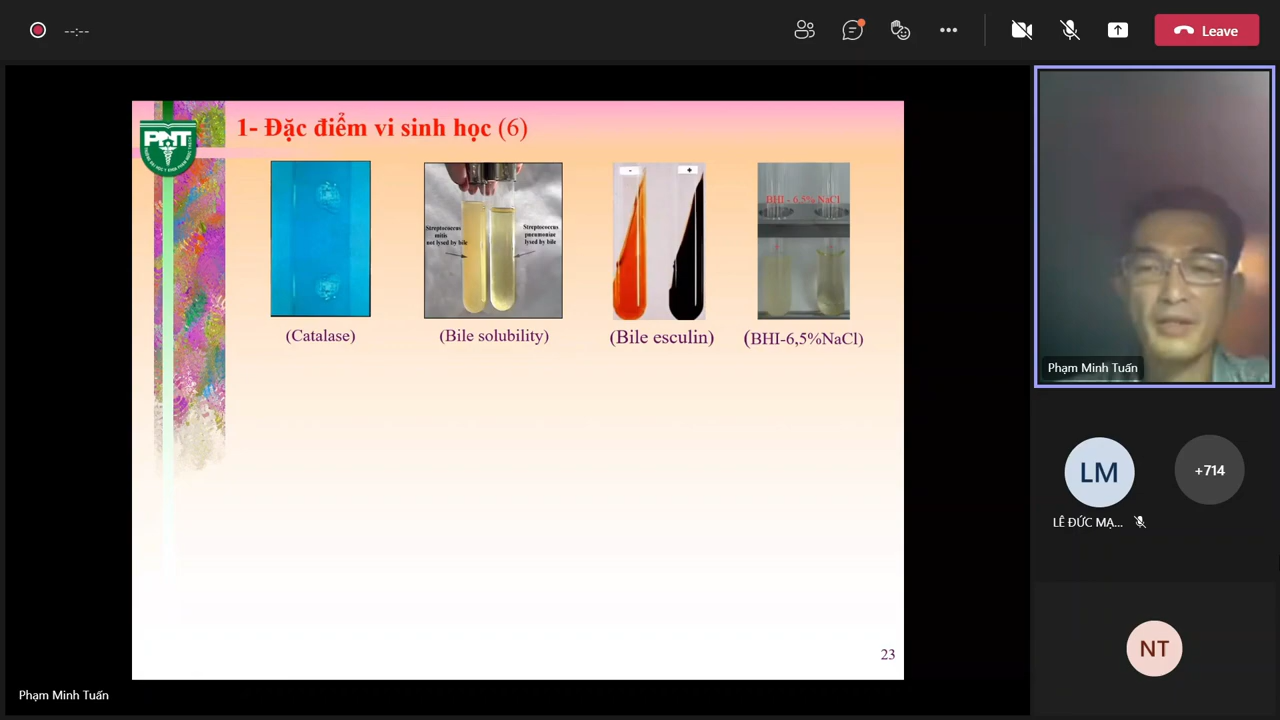 --:--
Leave
PNT
1- Đặc điểm vi sinh học (6)
Streptococcus
mitis
not lysed by bile
Streptococcus
pneumoniae
lysed by bile
-
+
BHI - 6,5% NaCl
(Catalase)
(Bile solubility)
(Bile esculin)
(BHI-6,5%NaCl)
23
Phạm Minh Tuấn
Phạm Minh Tuấn
LM
+714
LÊ ĐỨC MẠ...
NT